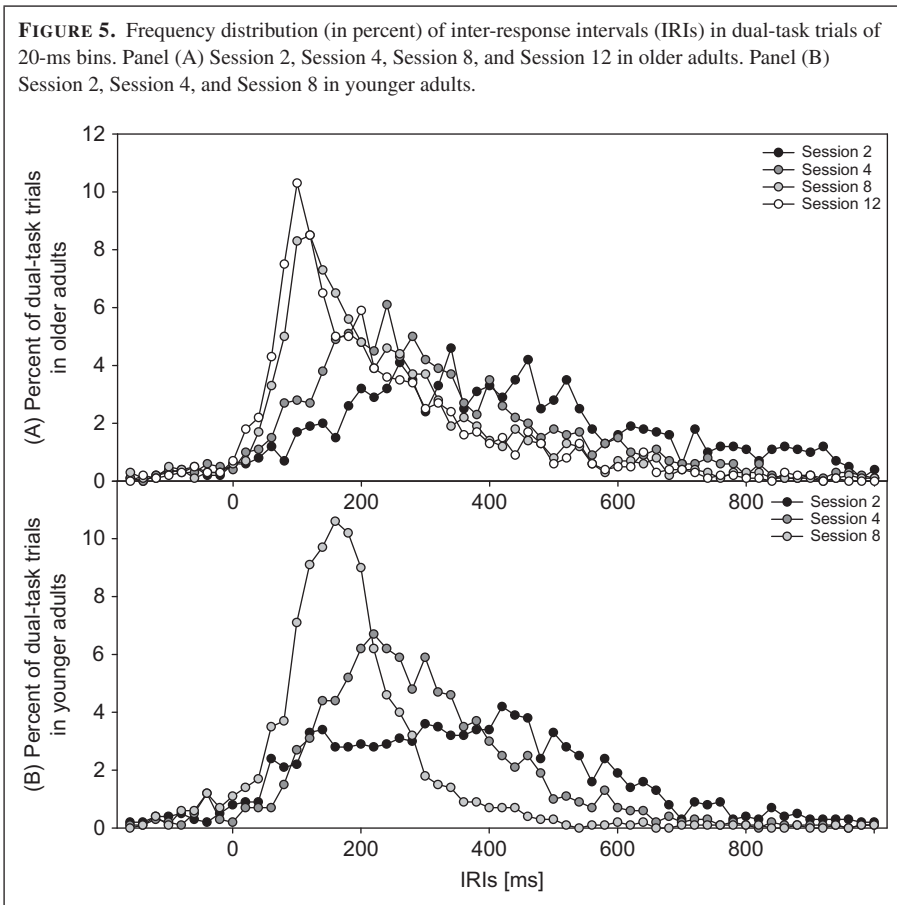 FIGURE 5. Frequency distribution (in percent) of inter-response intervals (IRIs) in dual-task trials of
20-ms bins. Panel (A) Session 2, Session 4, Session 8, and Session 12 in older adults. Panel (B)
Session 2, Session 4, and Session 8 in younger adults.
(A) Percent of dual-task trials
in older adults
12
10
8
6
4
2
0
Session 2
Session 4
Session 8
Session 12
0 200 400 600 800
(B) Percent of dual-task trials
in younger adults
10
8
6
4
2
0
Session 2
Session 4
Session 8
0 200 400 600 800
IRIs [ms]